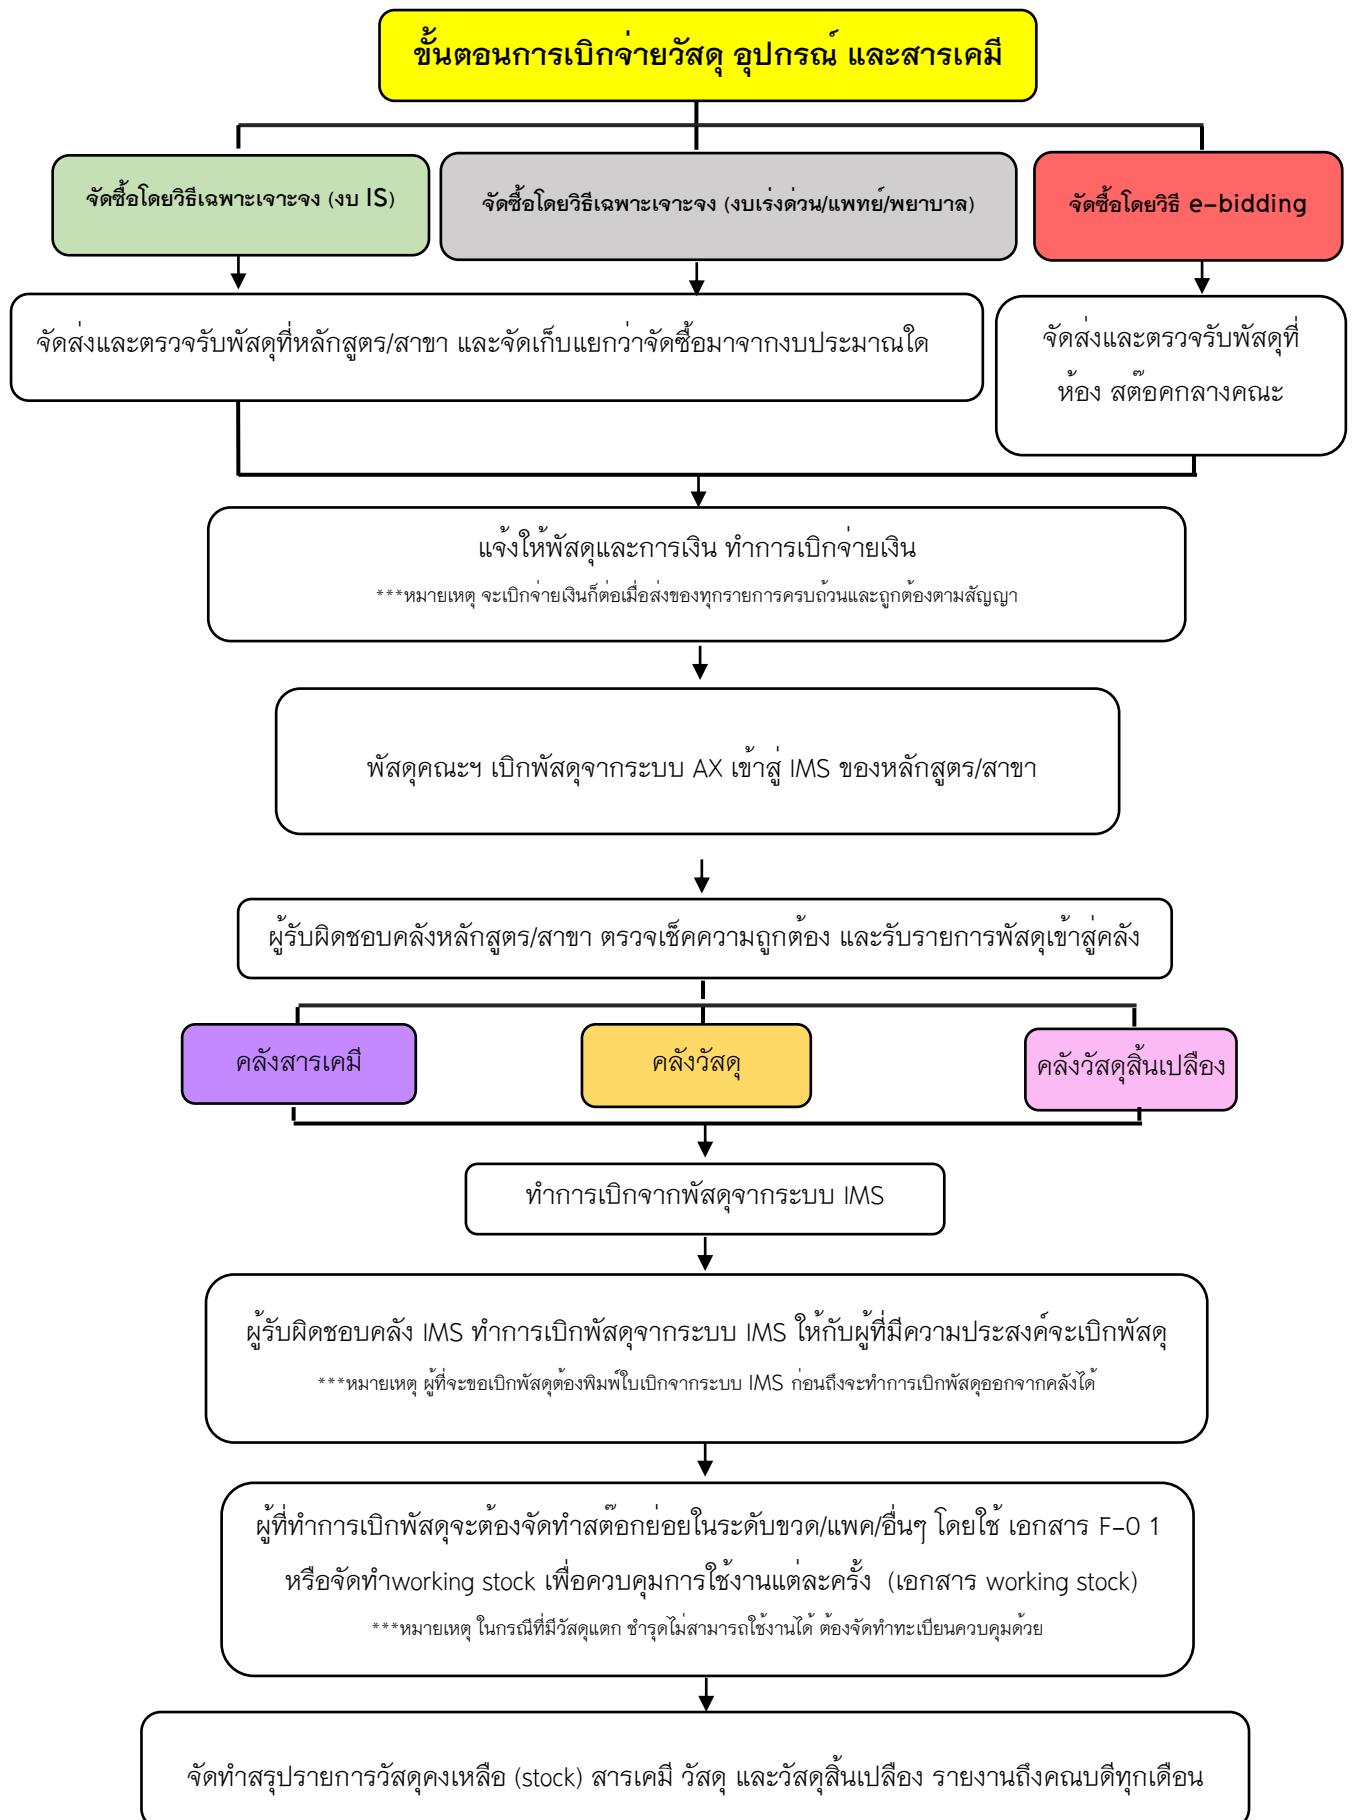 ขั้นตอนการเบิกจ่ายวัสดุ อุปกรณ์ และสารเคมี
จัดซื้อโดยวิธีเฉพาะเจาะจง (งบ IS)
จัดซื้อโดยวิธีเฉพาะเจาะจง (งบเร่งด่วน/แพทย์/พยาบาล)
จัดซื้อโดยวิธี e-bidding
จัดส่งและตรวจรับพัสดุที่หลักสูตร/สาขา และจัดเก็บแยกว่าจัดซื้อมาจากงบประมาณใด
จัดส่งและตรวจรับพัสดุที่
ห้อง สต๊อคกลางคณะ
แจ้งให้พัสดุและการเงิน ทำการเบิกจ่ายเงิน
***หมายเหตุ จะเบิกจ่ายเงินก็ต่อเมื่อส่งของทุกรายการครบถ้วนและถูกต้องตามสัญญา
พัสดุคณะฯ เบิกพัสดุจากระบบ AX เข้าสู่ IMS ของหลักสูตร/สาขา
ผู้รับผิดชอบคลังหลักสูตร/สาขา ตรวจเช็คความถูกต้อง และรับรายการพัสดุเข้าสู่คลัง
คลังสารเคมี
คลังวัสดุ
คลังวัสดุสิ้นเปลือง
ทำการเบิกจากพัสดุจากระบบ IMS
ผู้รับผิดชอบคลัง IMS ทำการเบิกพัสดุจากระบบ IMS ให้กับผู้ที่มีความประสงค์จะเบิกพัสดุ
***หมายเหตุ ผู้ที่จะขอเบิกพัสดุต้องพิมพ์ใบเบิกจากระบบ IMS ก่อนถึงจะทำการเบิกพัสดุออกจากคลังได้
ผู้ที่ทำการเบิกพัสดุจะต้องจัดทำสต๊อกย่อยในระดับขวด/แพค/อื่นๆ โดยใช้ เอกสาร F-0 1
หรือจัดทำworking stock เพื่อควบคุมการใช้งานแต่ละครั้ง (เอกสาร working stock)
***หมายเหตุ ในกรณีที่มีวัสดุแตก ชำรุดไม่สามารถใช้งานได้ ต้องจัดทำทะเบียนควบคุมด้วย
จัดทำสรุปรายการวัสดุคงเหลือ (stock) สารเคมี วัสดุ และวัสดุสิ้นเปลือง รายงานถึงคณบดีทุกเดือน